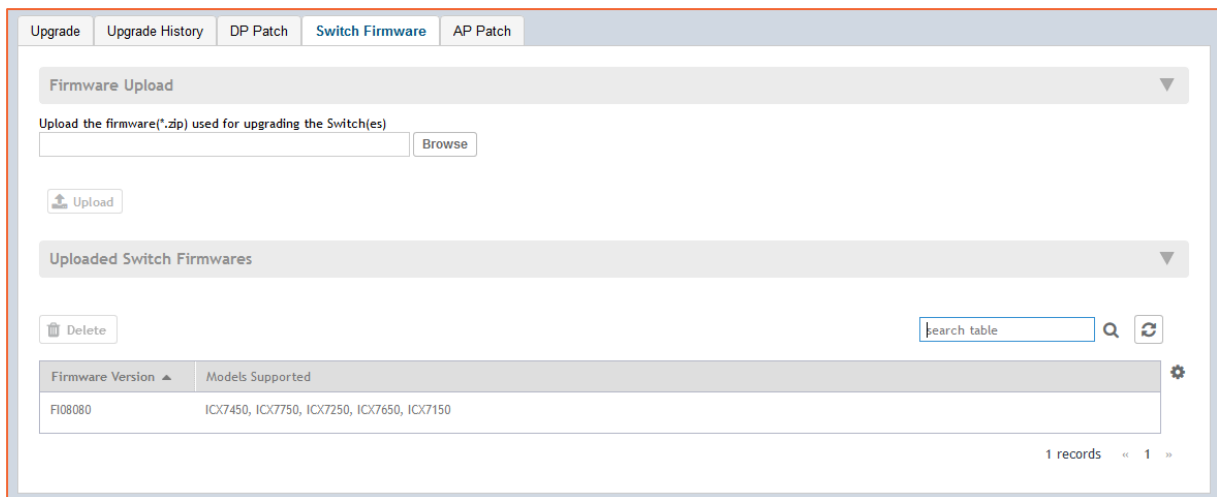 Upgrade Upgrade History DP Patch Switch Firmware AP Patch
Firmware Upload
Upload the firmware(*.zip) used for upgrading the Switch(es)
Browse
Upload
Uploaded Switch Firmwares
Delete search table
Firmware Version Models Supported
FI08080 ICX7450, ICX7750, ICX7250, ICX7650, ICX7150
1 records « 1 »